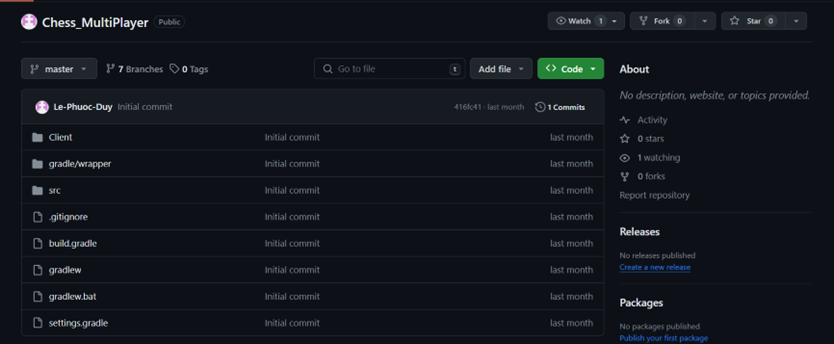 Chess_MultiPlayer Public Watch 1 Fork 0 Star 0
master 7 Branches 0 Tags Go to file t Add file Code
Le-Phuoc-Duy Initial commit 416fc41 · last month 1 Commits
Client Initial commit last month
gradle/wrapper Initial commit last month
src Initial commit last month
.gitignore Initial commit last month
build.gradle Initial commit last month
gradlew Initial commit last month
gradlew.bat Initial commit last month
settings.gradle Initial commit last month
About
No description, website, or topics provided.
Activity
0 stars
1 watching
0 forks
Report repository
Releases
No releases published
Create a new release
Packages
No packages published
Publish your first package